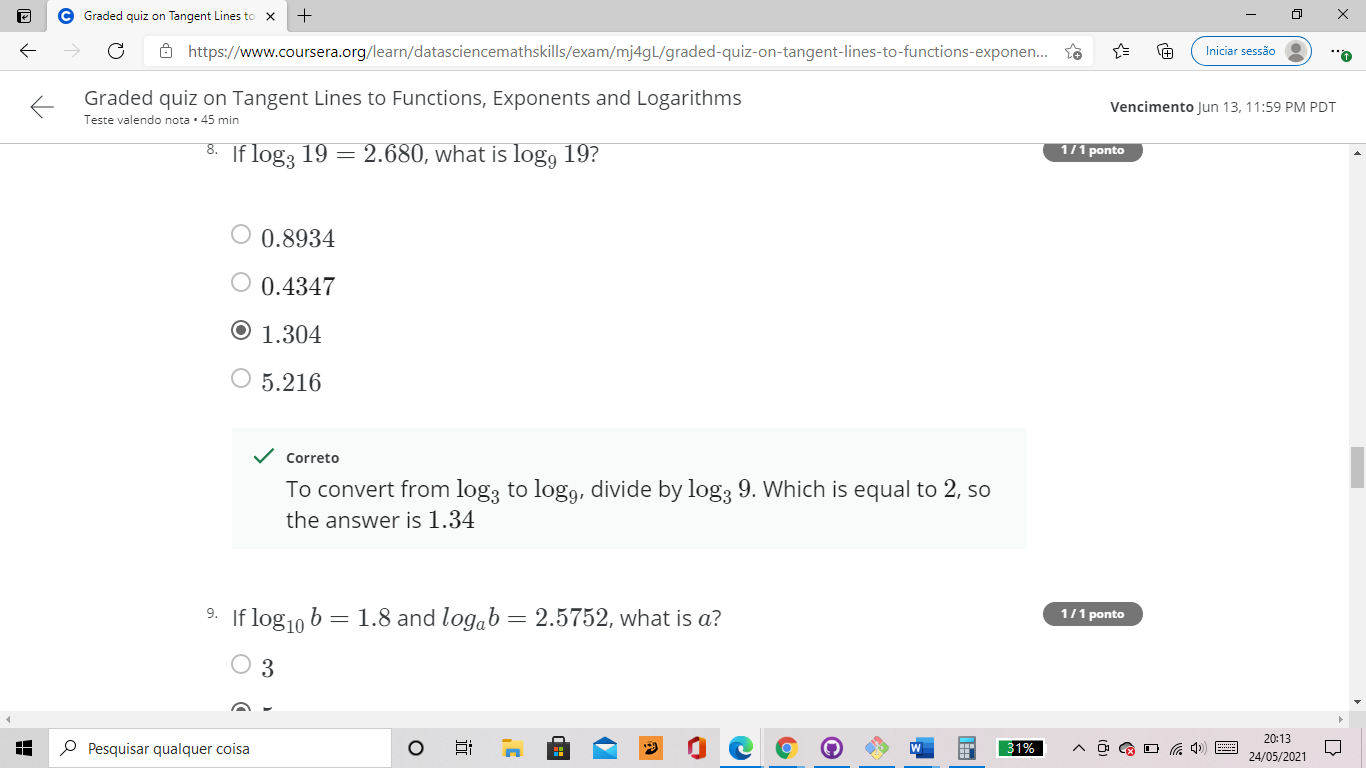 Graded quiz on Tangent Lines to
https://www.coursera.org/learn/datasciencemathskills/exam/mj4gL/graded-quiz-on-tangent-lines-to-functions-exponen...
Iniciar sessão
Graded quiz on Tangent Lines to Functions, Exponents and Logarithms
Teste valendo nota • 45 min
Vencimento Jun 13, 11:59 PM PDT
8. If log₃ 19 = 2.680, what is log₉ 19?
1 / 1 ponto
0.8934
0.4347
1.304
5.216
Correto
To convert from log₃ to log₉, divide by log₃ 9. Which is equal to 2, so
the answer is 1.34
9. If log₁₀ b = 1.8 and logₐb = 2.5752, what is a?
1 / 1 ponto
3
Pesquisar qualquer coisa
31%
20:13
24/05/2021